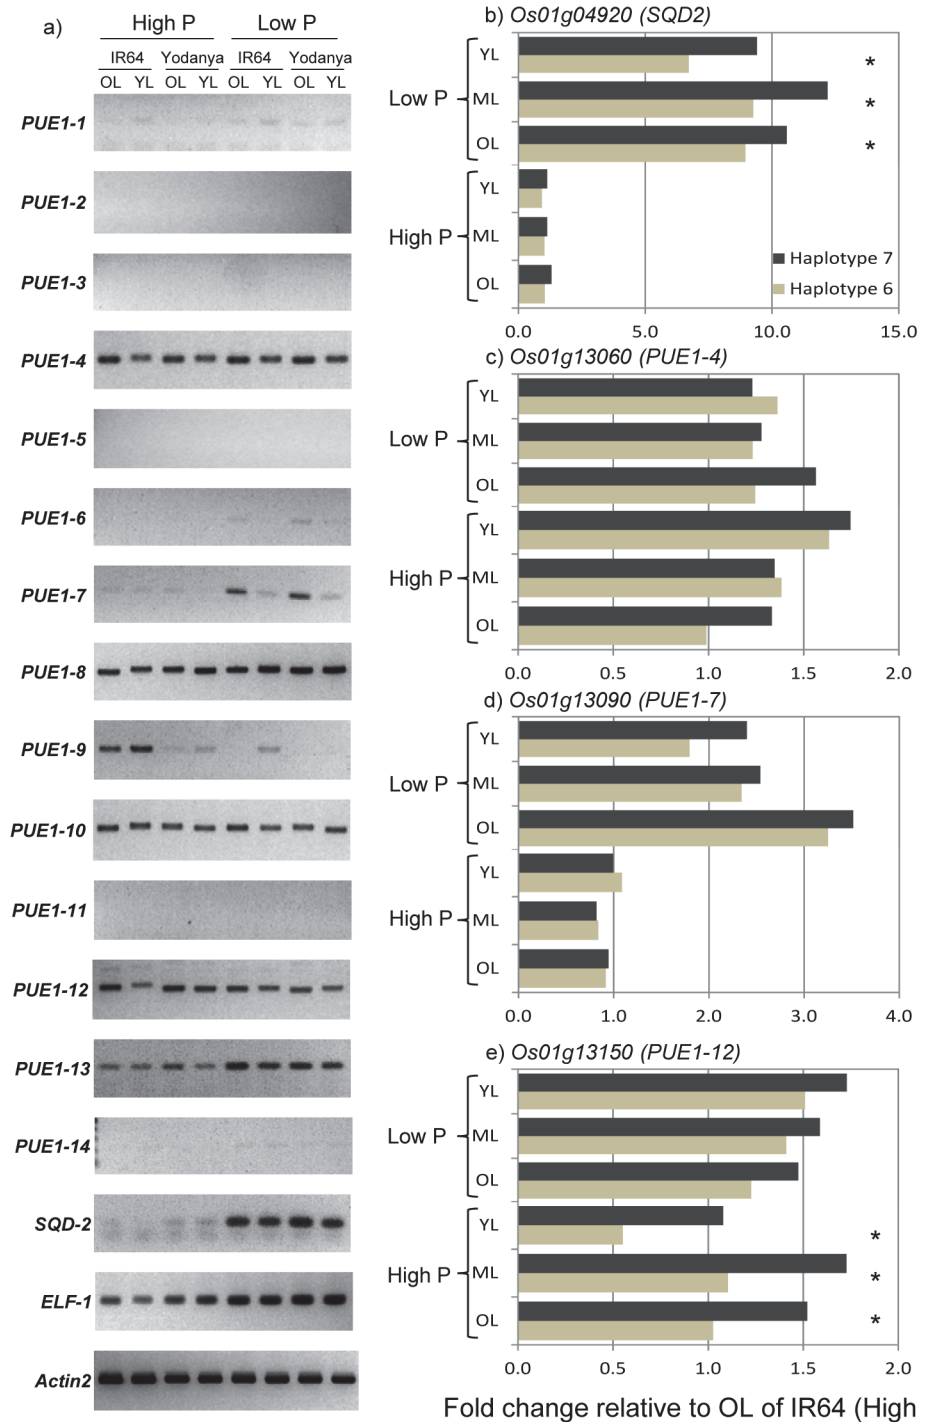 a)
High P Low P
IR64 Yodanya IR64 Yodanya
OL YL OL YL OL YL OL YL
PUE1-1
PUE1-2
PUE1-3
PUE1-4
PUE1-5
PUE1-6
PUE1-7
PUE1-8
PUE1-9
PUE1-10
PUE1-11
PUE1-12
PUE1-13
PUE1-14
SQD-2
ELF-1
Actin2
b) Os01g04920 (SQD2)
YL *
Low P ML *
OL *
YL
High P ML
OL
Haplotype 7
Haplotype 6
0.0 5.0 10.0 15.0
c) Os01g13060 (PUE1-4)
YL
Low P ML
OL
YL
High P ML
OL
0.0 0.5 1.0 1.5 2.0
d) Os01g13090 (PUE1-7)
YL
Low P ML
OL
YL
High P ML
OL
0.0 1.0 2.0 3.0 4.0
e) Os01g13150 (PUE1-12)
YL
Low P ML
OL
YL *
High P ML *
OL *
0.0 0.5 1.0 1.5 2.0
Fold change relative to OL of IR64 (High